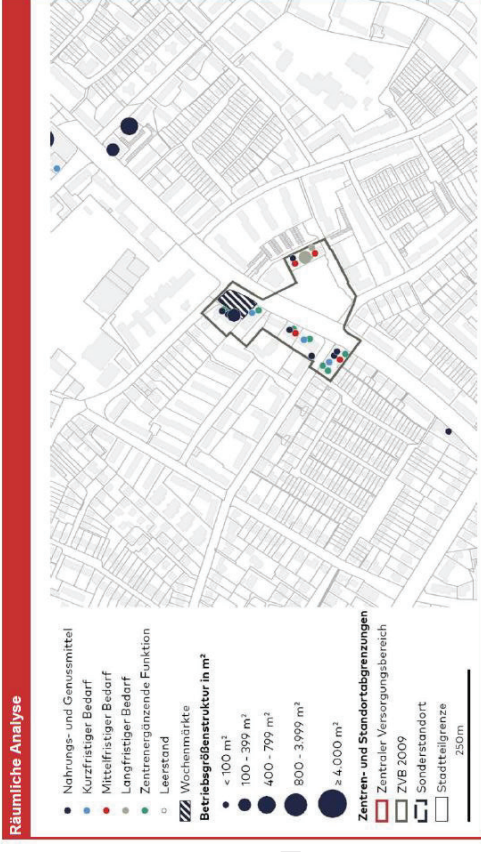 Räumliche Analyse
Nahrungs- und Genussmittel
Kurzfristiger Bedarf
Mittelfristiger Bedarf
Langfristiger Bedarf
Zentrenergänzende Funktion
Leerstand
Wochenmärkte
Betriebsgrößenstruktur in m²
< 100 m²
100 - 399 m²
400 - 799 m²
800 - 3.999 m²
≥ 4.000 m²
Zentren- und Standortabgrenzungen
Zentraler Versorgungsbereich
ZVB 2009
Sonderstandort
Stadtteilgrenze
250m